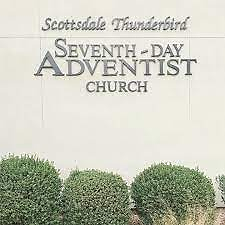 Scottsdale Thunderbird
SEVENTH-DAY
ADVENTIST
CHURCH